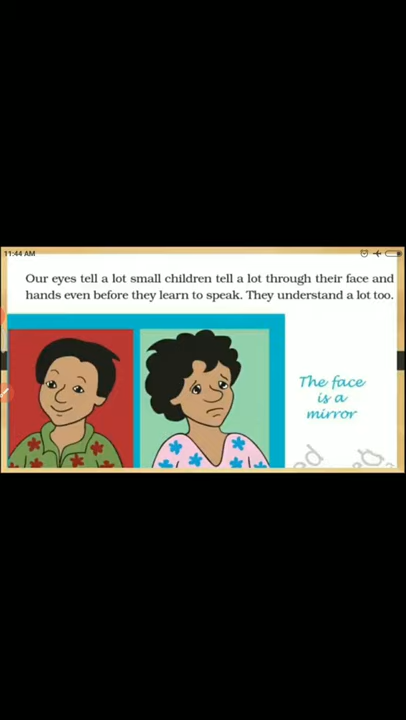 11:44 AM
Our eyes tell a lot small children tell a lot through their face and
hands even before they learn to speak. They understand a lot too.
The face
is a
mirror